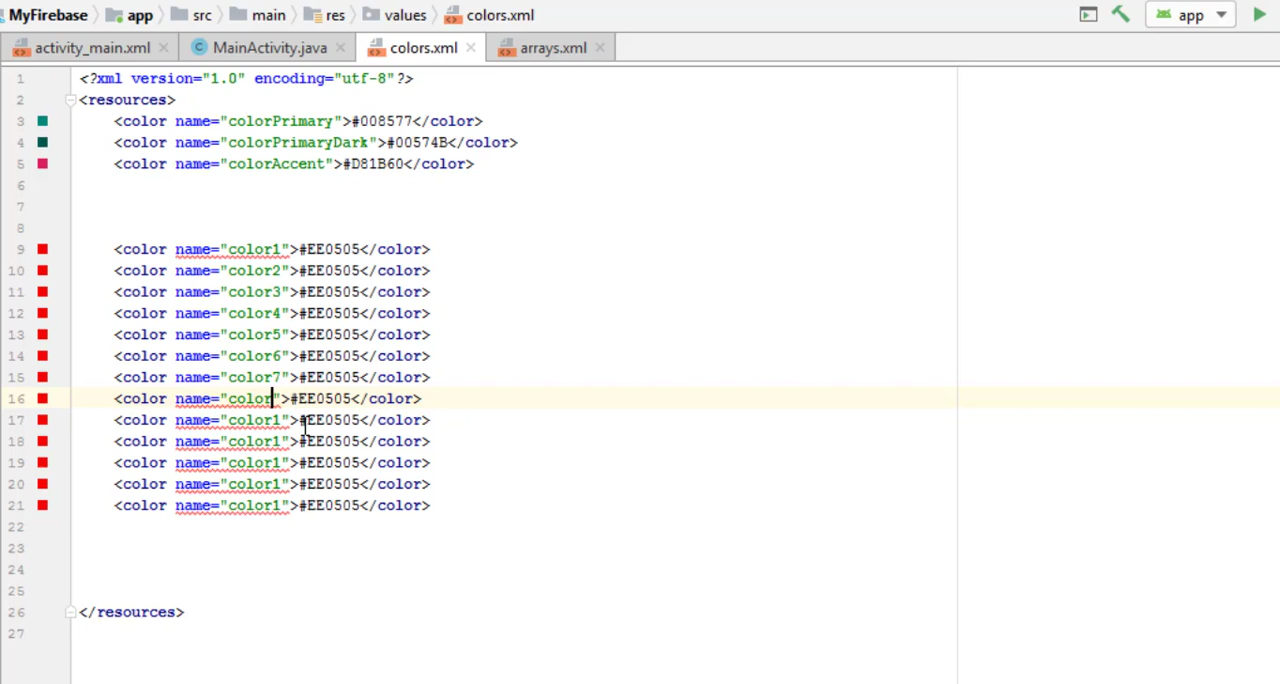 MyFirebase app src main res values colors.xml app
activity_main.xml MainActivity.java colors.xml arrays.xml
1 <?xml version="1.0" encoding="utf-8"?>
2 <resources>
3 <color name="colorPrimary">#008577</color>
4 <color name="colorPrimaryDark">#00574B</color>
5 <color name="colorAccent">#D81B60</color>
6
7
8
9 <color name="color1">#EE0505</color>
10 <color name="color2">#EE0505</color>
11 <color name="color3">#EE0505</color>
12 <color name="color4">#EE0505</color>
13 <color name="color5">#EE0505</color>
14 <color name="color6">#EE0505</color>
15 <color name="color7">#EE0505</color>
16 <color name="color">#EE0505</color>
17 <color name="color1">#EE0505</color>
18 <color name="color1">#EE0505</color>
19 <color name="color1">#EE0505</color>
20 <color name="color1">#EE0505</color>
21 <color name="color1">#EE0505</color>
22
23
24
25
26 </resources>
27